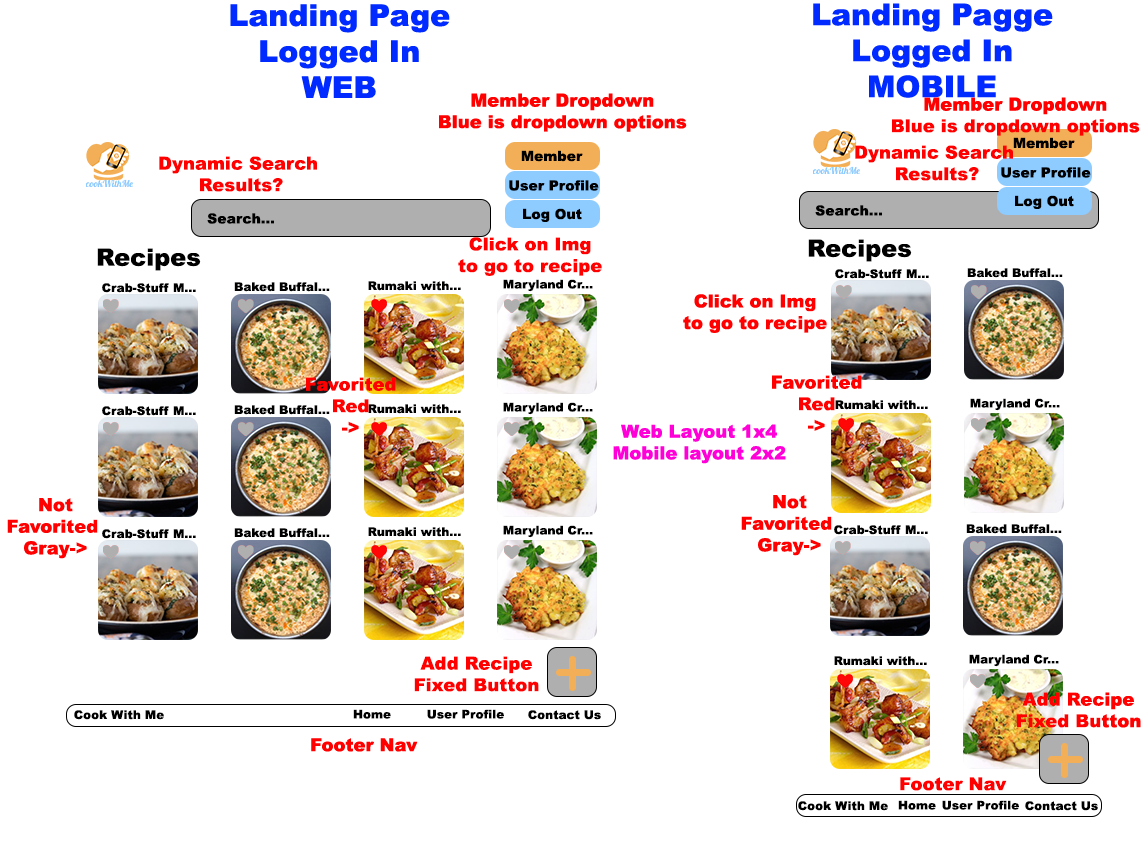 Landing Page
Logged In
WEB
Member Dropdown
Blue is dropdown options
cookWithMe
Dynamic Search
Results?
Member
User Profile
Log Out
Search...
Click on Img
to go to recipe
Recipes
Crab-Stuff M...
Baked Buffal...
Rumaki with...
Maryland Cr...
Favorited
Red
->
Crab-Stuff M...
Baked Buffal...
Rumaki with...
Maryland Cr...
Not
Favorited
Gray->
Crab-Stuff M...
Baked Buffal...
Rumaki with...
Maryland Cr...
Add Recipe
Fixed Button
Cook With Me
Home
User Profile
Contact Us
Footer Nav
Web Layout 1x4
Mobile layout 2x2
Landing Pagge
Logged In
MOBILE
Member Dropdown
Blue is dropdown options
cookWithMe
Dynamic Search
Results?
Member
User Profile
Log Out
Search...
Recipes
Click on Img
to go to recipe
Crab-Stuff M...
Baked Buffal...
Favorited
Red
->
Rumaki with...
Maryland Cr...
Not
Favorited
Gray->
Crab-Stuff M...
Baked Buffal...
Rumaki with...
Maryland Cr...
Add Recipe
Fixed Button
Footer Nav
Cook With Me
Home
User Profile
Contact Us